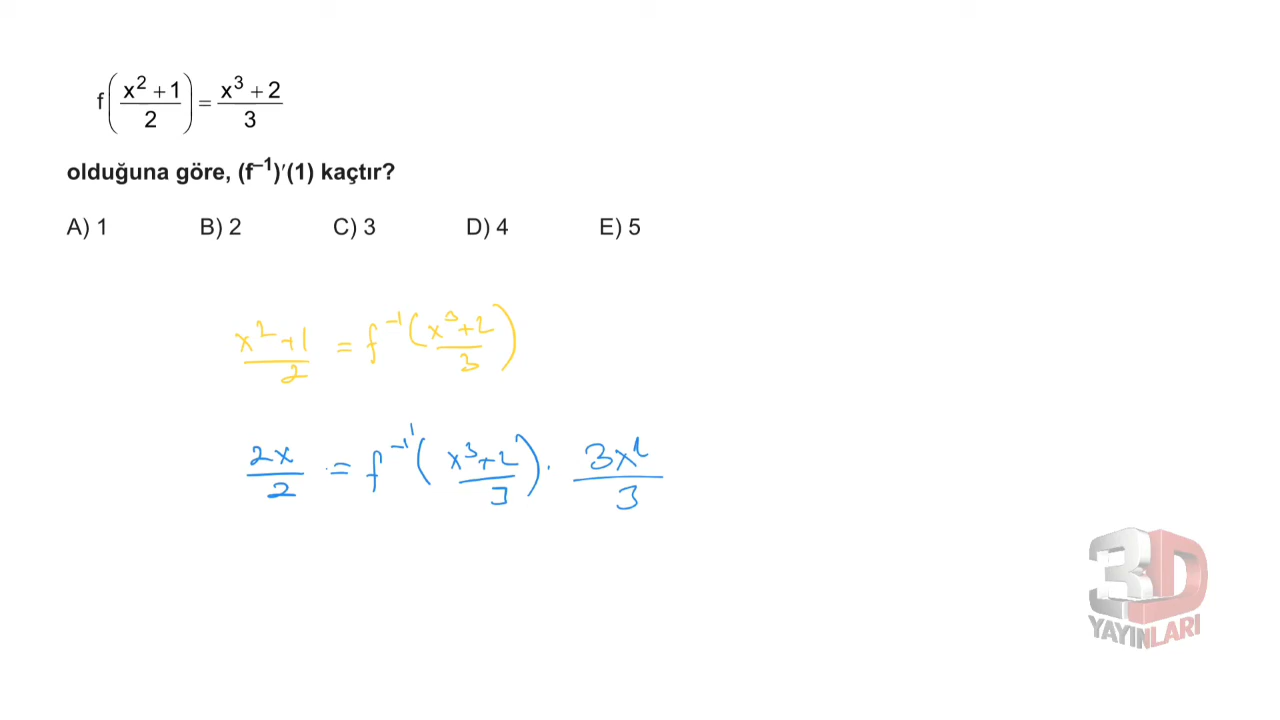 f((x² + 1)/2) = (x³ + 2)/3
olduğuna göre, (f⁻¹)′(1) kaçtır?
A) 1 B) 2 C) 3 D) 4 E) 5
(x² + 1)/2 = f⁻¹((x³ + 2)/3)
2x/2 = f⁻¹′((x³ + 2)/3) · 3x²/3
3D
YAYINLARI